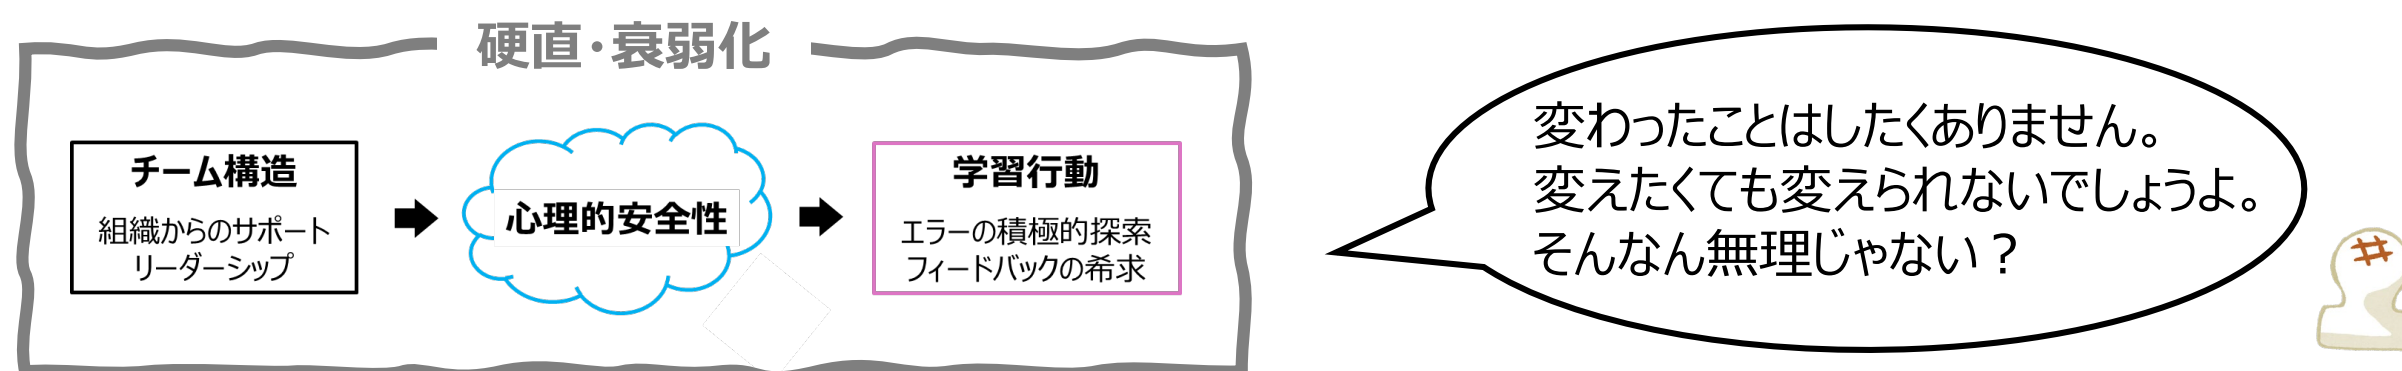 硬直・衰弱化
チーム構造
組織からのサポート
リーダーシップ
心理的安全性
学習行動
エラーの積極的探索
フィードバックの希求
変わったことはしたくありません。
変えたくても変えられないでしょうよ。
そんなん無理じゃない？